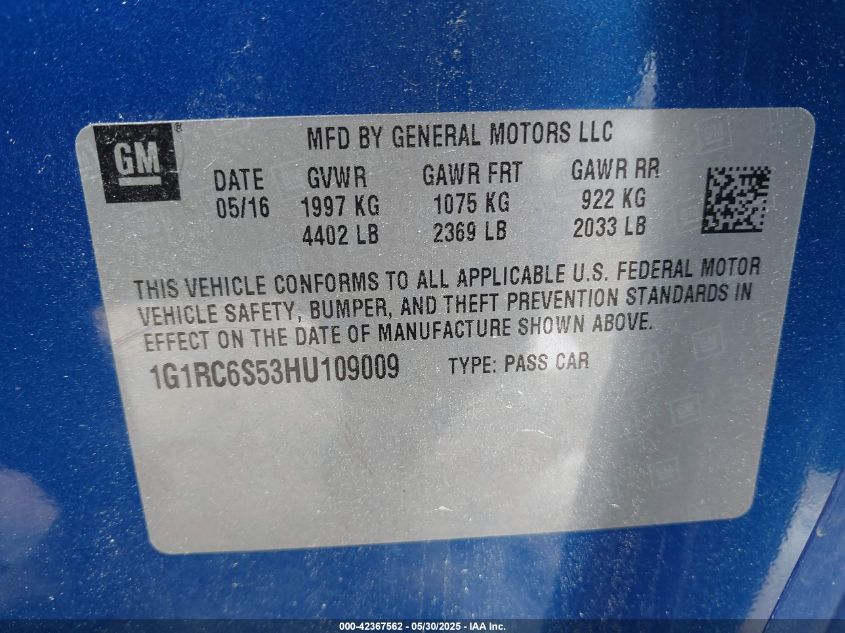 GM®
MFD BY GENERAL MOTORS LLC
DATE GVWR GAWR FRT GAWR RR
05/16 1997 KG 1075 KG 922 KG
4402 LB 2369 LB 2033 LB
THIS VEHICLE CONFORMS TO ALL APPLICABLE U.S. FEDERAL MOTOR
VEHICLE SAFETY, BUMPER, AND THEFT PREVENTION STANDARDS IN
EFFECT ON THE DATE OF MANUFACTURE SHOWN ABOVE.
1G1RC6S53HU109009 TYPE: PASS CAR
000-42367562 - 05/30/2025 - IAA Inc.